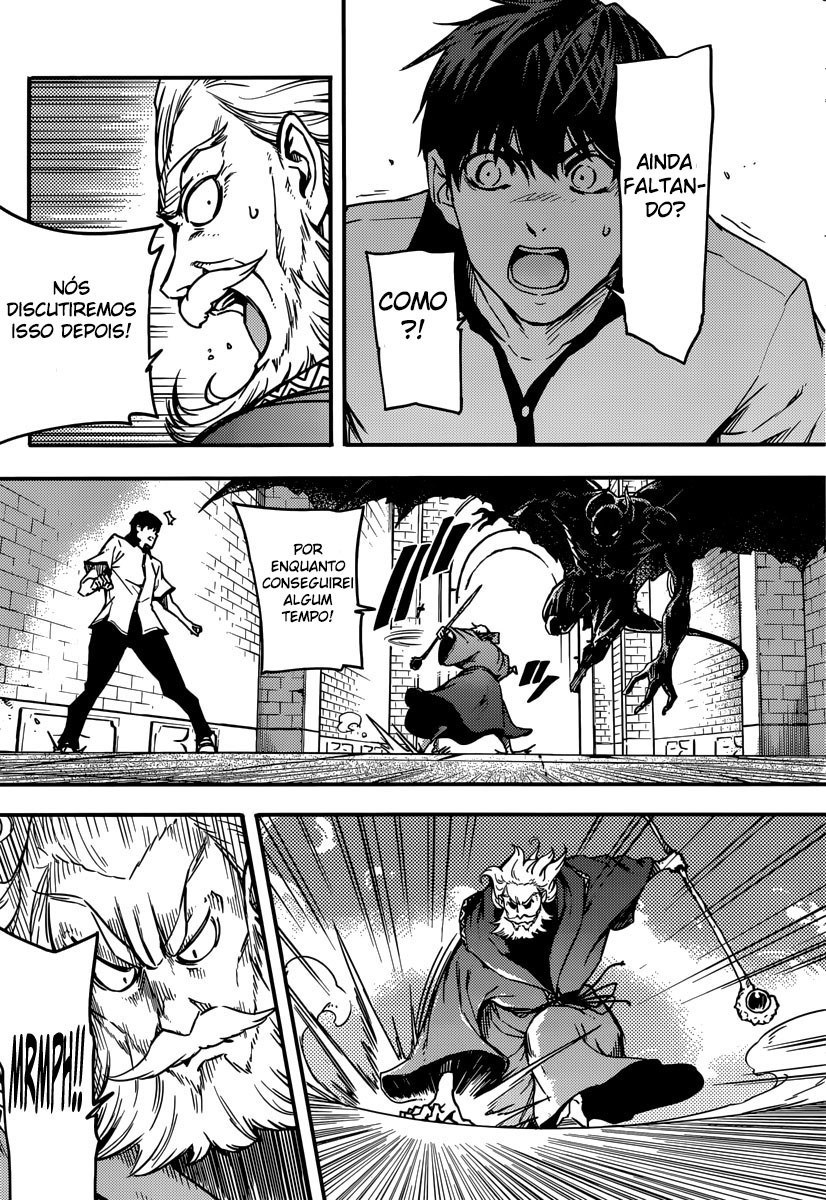 AINDA
FALTAN-
DO?
COMO
?!
NÓS
DISCUTIREMOS
ISSO DEPOIS!
POR
ENQUANTO
CONSEGUIREI
ALGUM
TEMPO!
MRMPH!!